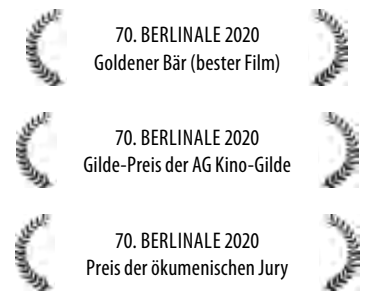 70. BERLINALE 2020
Goldener Bär (bester Film)
70. BERLINALE 2020
Gilde-Preis der AG Kino-Gilde
70. BERLINALE 2020
Preis der ökumenischen Jury